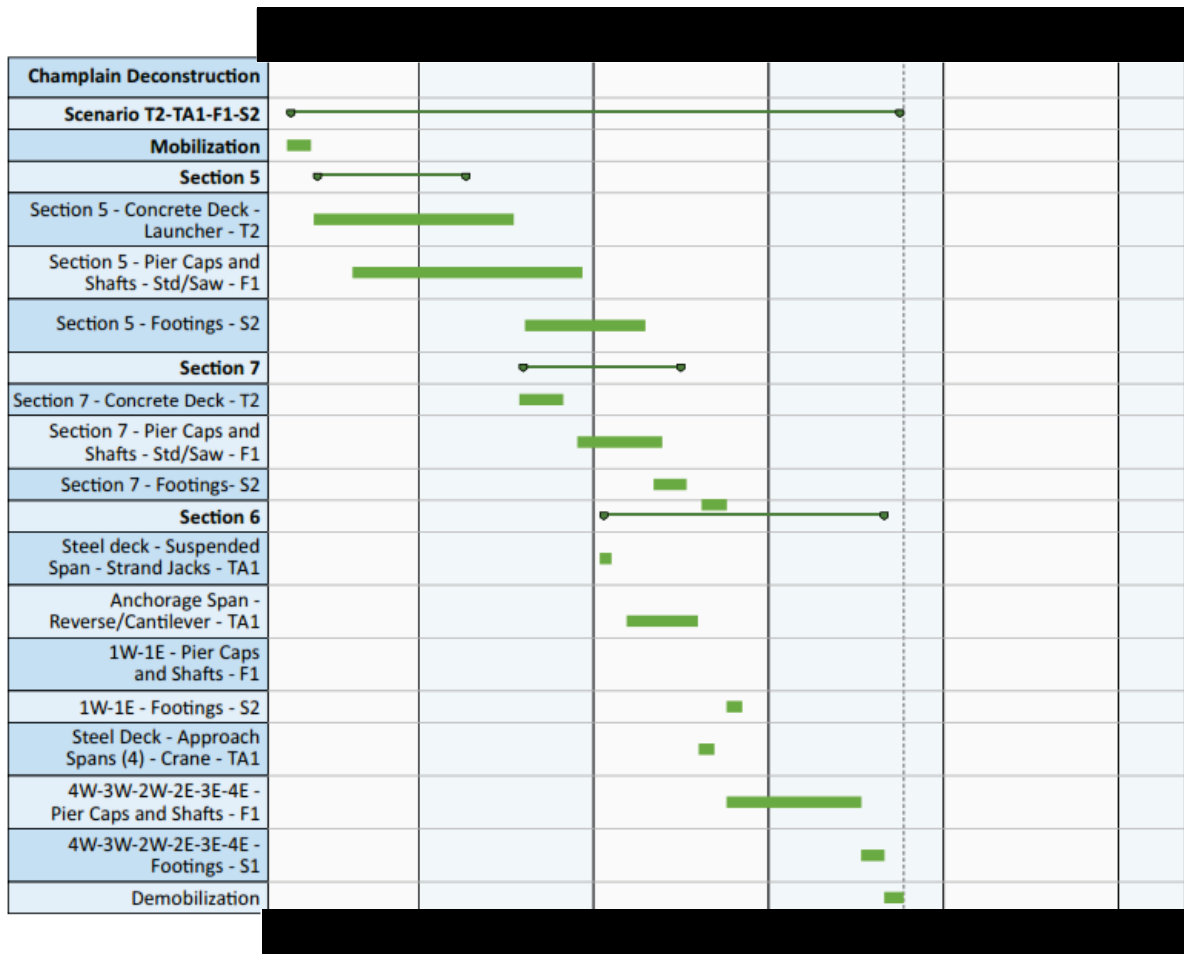 Champlain Deconstruction
Scenario T2-TA1-F1-S2
Mobilization
Section 5
Section 5 - Concrete Deck -
Launcher - T2
Section 5 - Pier Caps and
Shafts - Std/Saw - F1
Section 5 - Footings - S2
Section 7
Section 7 - Concrete Deck - T2
Section 7 - Pier Caps and
Shafts - Std/Saw - F1
Section 7 - Footings- S2
Section 6
Steel deck - Suspended
Span - Strand Jacks - TA1
Anchorage Span -
Reverse/Cantilever - TA1
1W-1E - Pier Caps
and Shafts - F1
1W-1E - Footings - S2
Steel Deck - Approach
Spans (4) - Crane - TA1
4W-3W-2W-2E-3E-4E -
Pier Caps and Shafts - F1
4W-3W-2W-2E-3E-4E -
Footings - S1
Demobilization